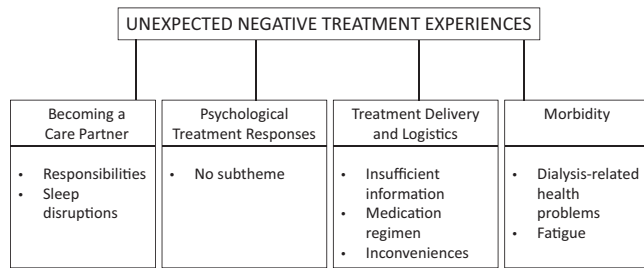 UNEXPECTED NEGATIVE TREATMENT EXPERIENCES
Becoming a
Care Partner
• Responsibilities
• Sleep
disruptions
Psychological
Treatment Responses
• No subtheme
Treatment Delivery
and Logistics
• Insufficient
information
• Medication
regimen
• Inconveniences
Morbidity
• Dialysis-related
health
problems
• Fatigue